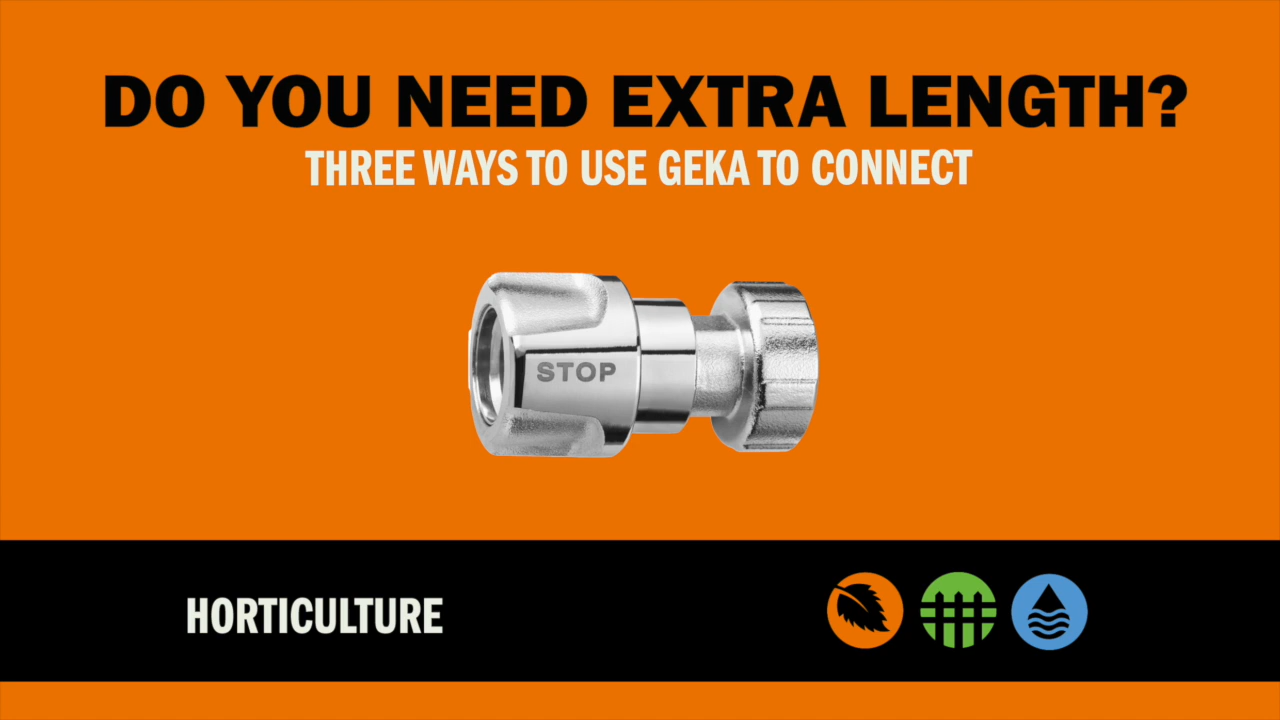 DO YOU NEED EXTRA LENGTH?
THREE WAYS TO USE GEKA TO CONNECT
STOP
HORTICULTURE